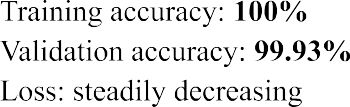 Training accuracy: 100%
Validation accuracy: 99.93%
Loss: steadily decreasing